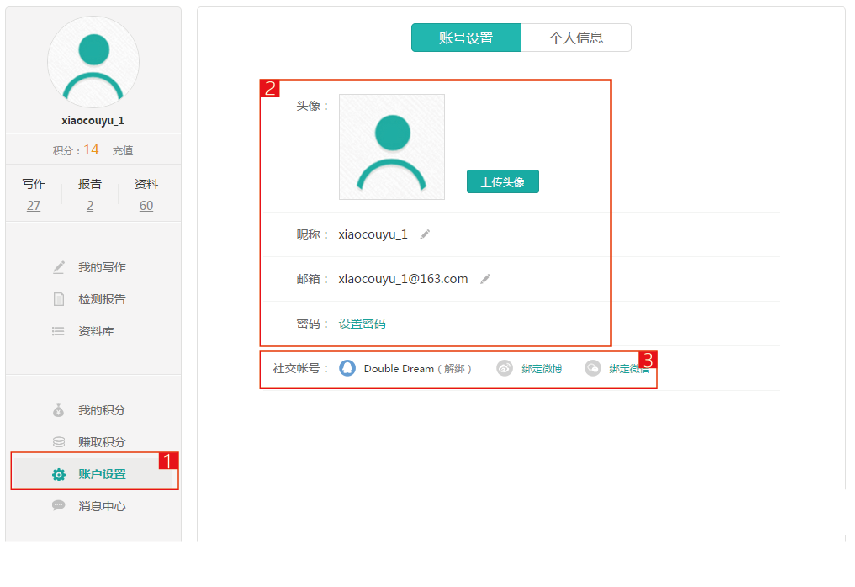 xiaocouyu_1
积分：14 充值
写作 报告 资料
27 2 60
我的写作
检测报告
资料库
我的积分
赚取积分
1
账户设置
消息中心
账号设置 个人信息
2
头像：
上传头像
昵称： xiaocouyu_1
邮箱： xiaocouyu_1@163.com
密码： 设置密码
3
社交帐号： Double Dream（解绑） 绑定微博 绑定微信